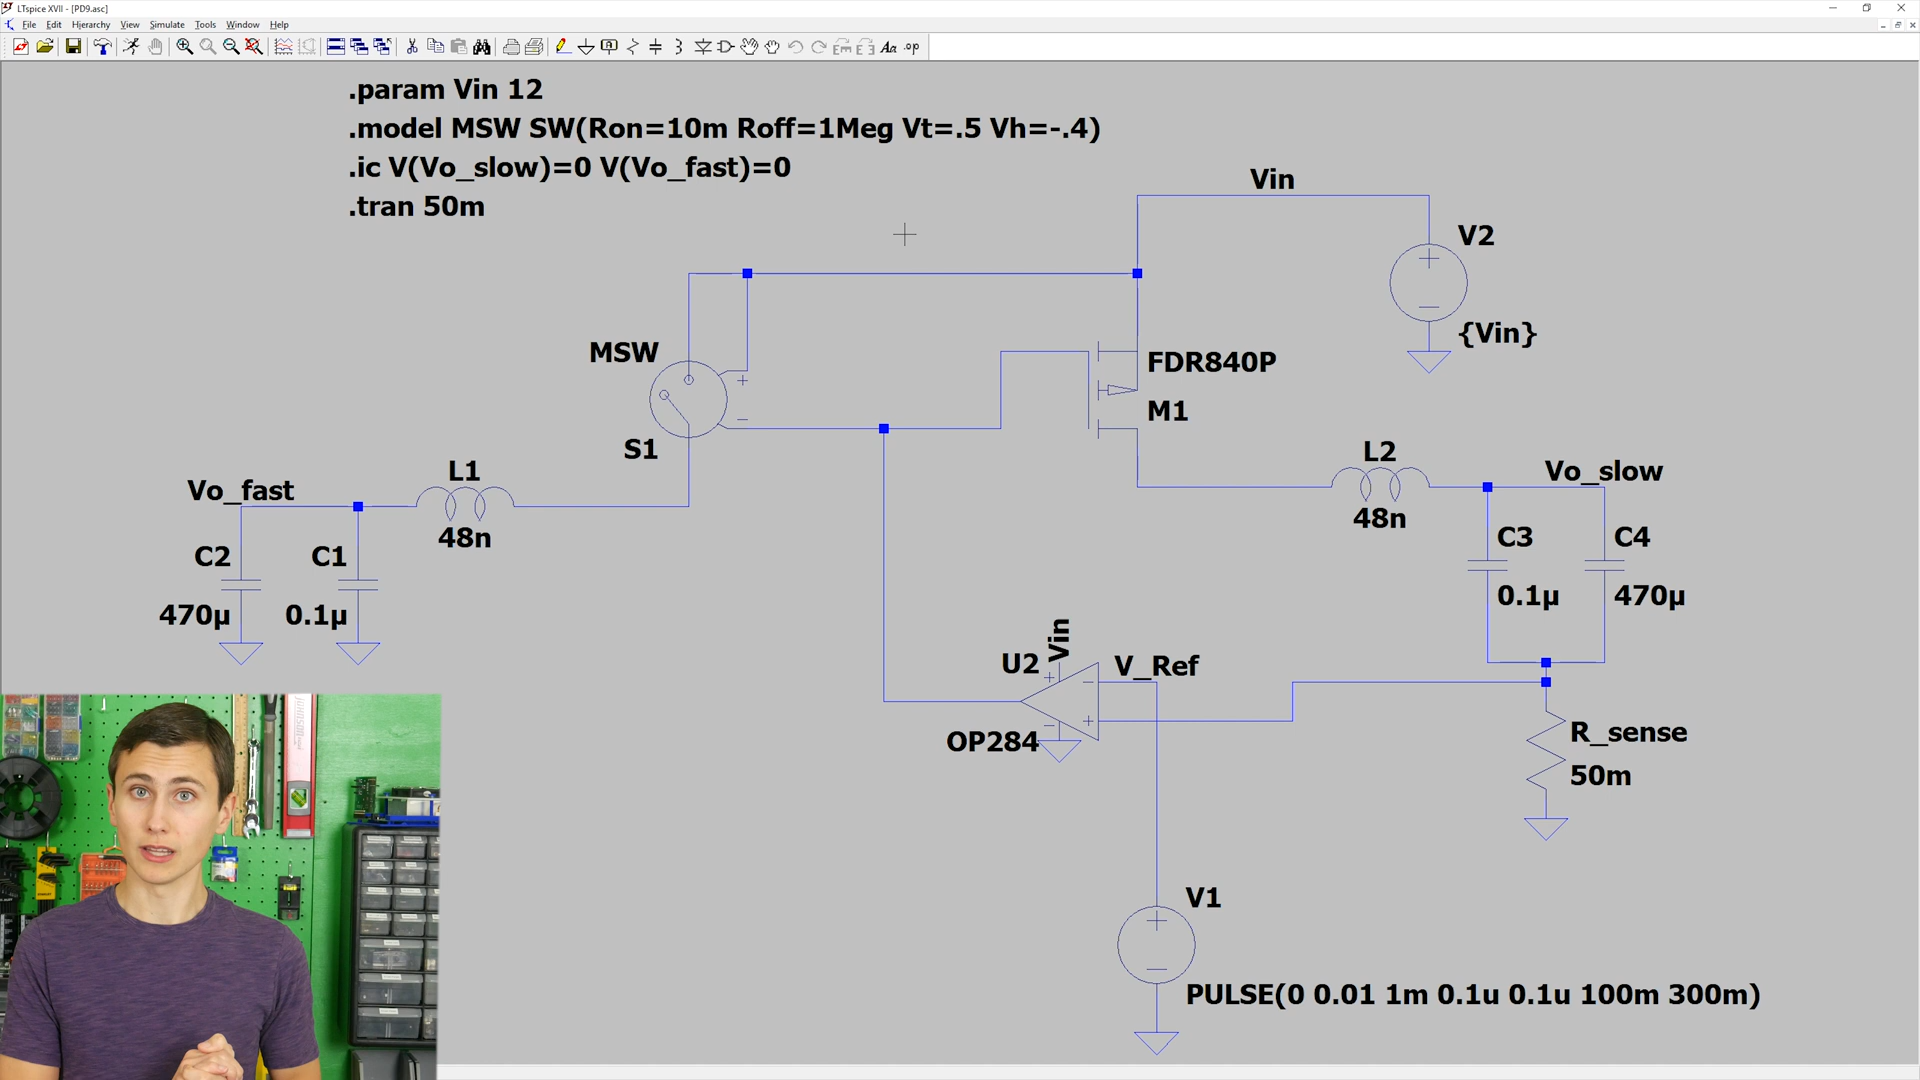 LTspice XVII - [PD9.asc]
File Edit Hierarchy View Simulate Tools Window Help
.param Vin 12
.model MSW SW(Ron=10m Roff=1Meg Vt=.5 Vh=-.4)
.ic V(Vo_slow)=0 V(Vo_fast)=0
.tran 50m
Vin
V2
{Vin}
MSW
S1
FDR840P
M1
L1
48n
Vo_fast
C2
470µ
C1
0.1µ
L2
48n
Vo_slow
C3
0.1µ
C4
470µ
U2
Vin
V_Ref
OP284
R_sense
50m
V1
PULSE(0 0.01 1m 0.1u 0.1u 100m 300m)